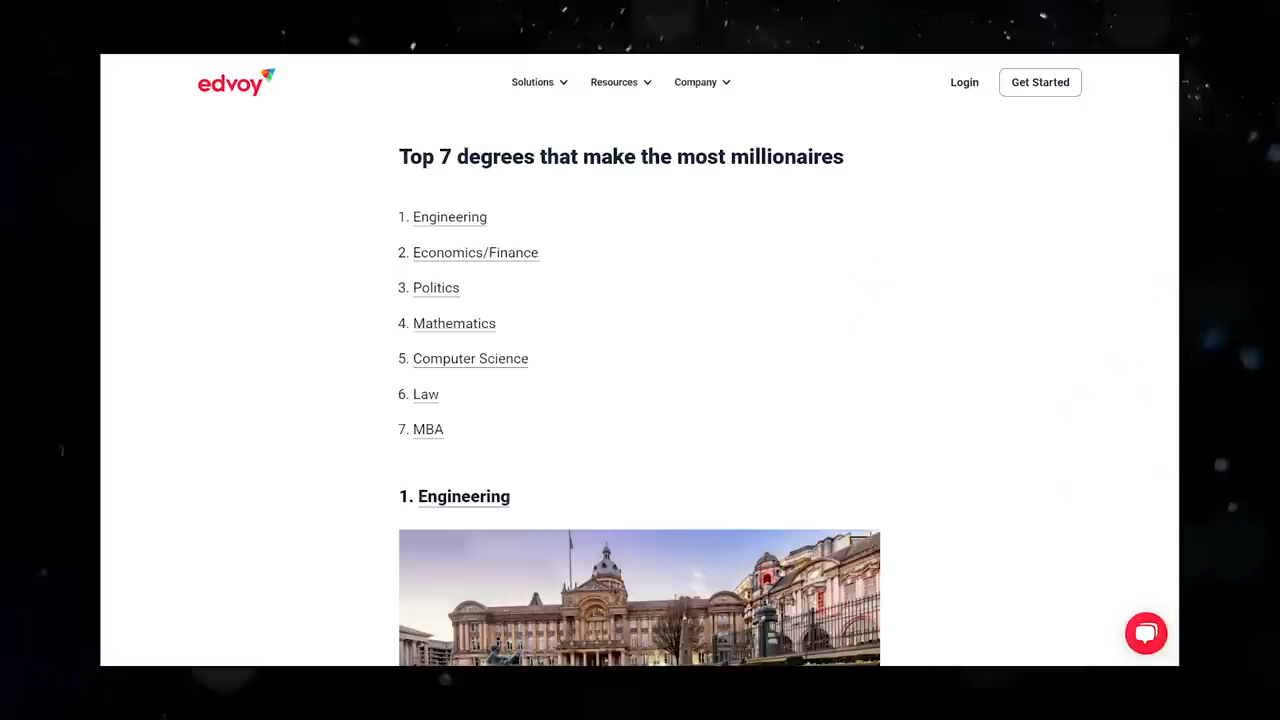 edvoy
Solutions Resources Company Login Get Started
Top 7 degrees that make the most millionaires
1. Engineering
2. Economics/Finance
3. Politics
4. Mathematics
5. Computer Science
6. Law
7. MBA
1. Engineering